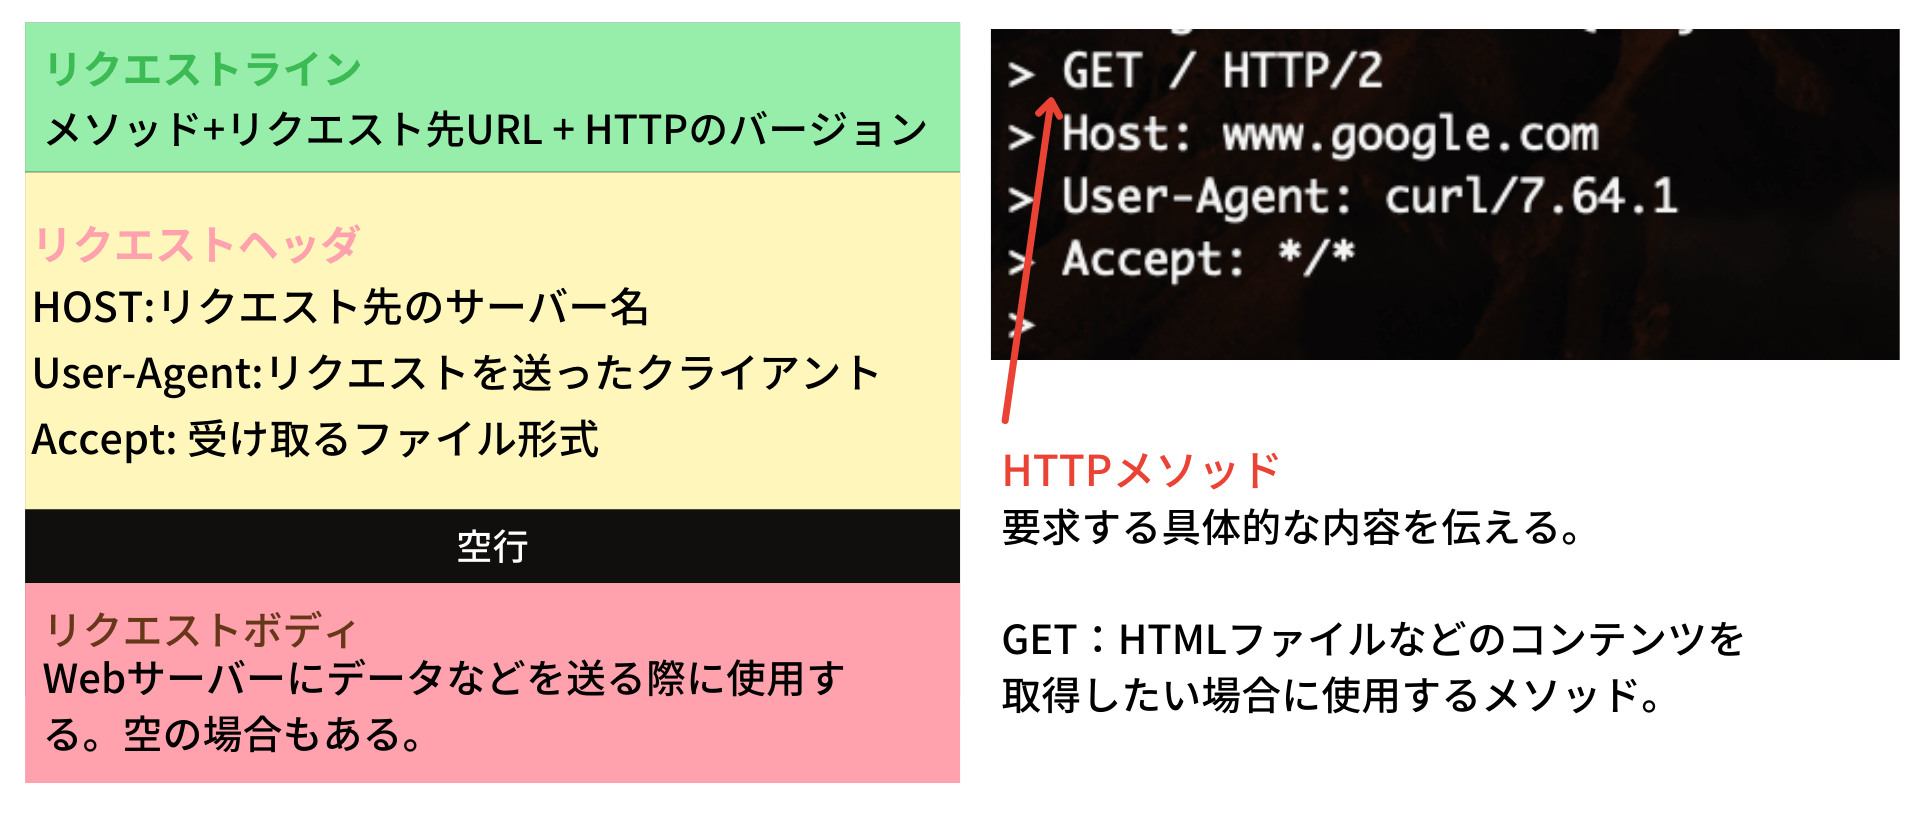 リクエストライン
メソッド+リクエスト先URL + HTTPのバージョン
リクエストヘッダ
HOST:リクエスト先のサーバー名
User-Agent:リクエストを送ったクライアント
Accept: 受け取るファイル形式
空行
リクエストボディ
Webサーバーにデータなどを送る際に使用す
る。空の場合もある。
> GET / HTTP/2
> Host: www.google.com
> User-Agent: curl/7.64.1
> Accept: */*
>
HTTPメソッド
要求する具体的な内容を伝える。
GET：HTMLファイルなどのコンテンツを
取得したい場合に使用するメソッド。